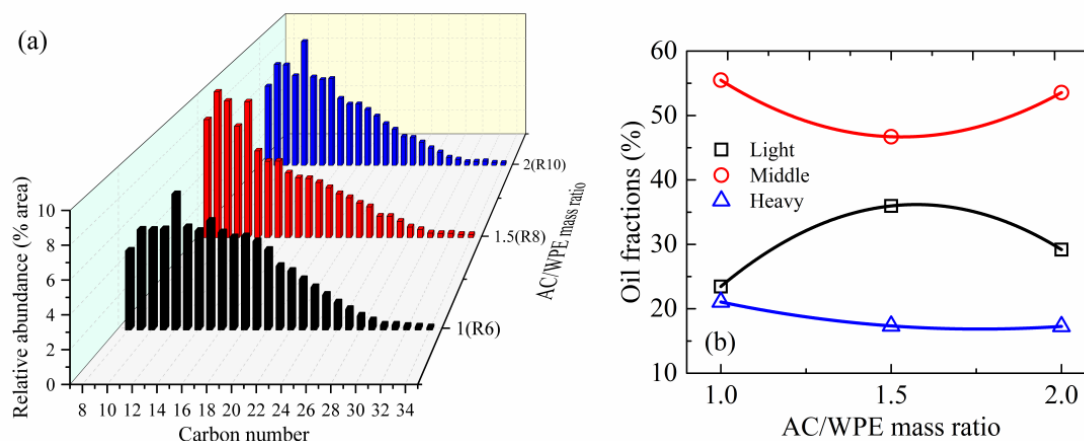 (a)
Relative abundance (% area)
10
8
6
4
2
0
8 10 12 14 16 18 20 22 24 26 28 30 32 34
Carbon number
2(R10)
1.5(R8)
1(R6)
AC/WPE mass ratio
Oil fractions (%)
60
50
40
30
20
10
Light
Middle
Heavy
(b)
1.0 1.5 2.0
AC/WPE mass ratio